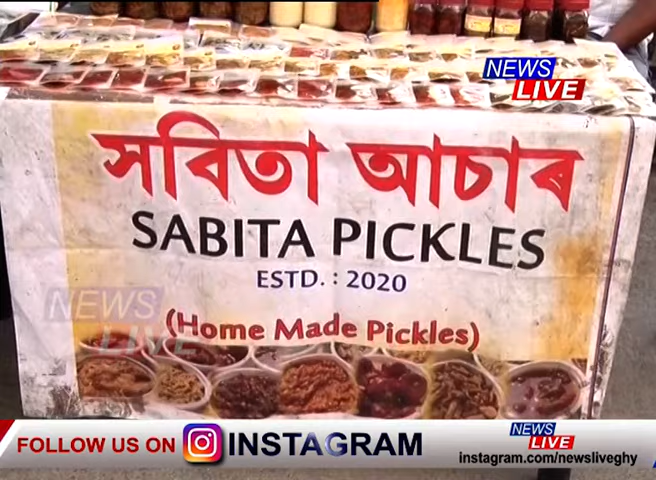 NEWS
LIVE
সবিতা আচাৰ
SABITA PICKLES
ESTD. : 2020
NEWS
LIVE
(Home Made Pickles)
FOLLOW US ON INSTAGRAM
NEWS
LIVE
instagram.com/newsliveghy